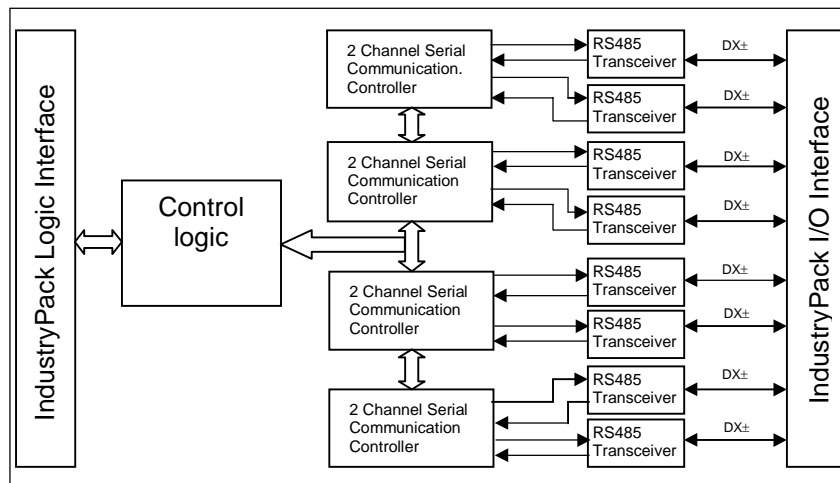 IndustryPack Logic Interface
Control
logic
2 Channel Serial
Communication.
Controller
2 Channel Serial
Communication
Controller
2 Channel Serial
Communication
Controller
2 Channel Serial
Communication
Controller
RS485
Transceiver
DX±
RS485
Transceiver
DX±
RS485
Transceiver
DX±
RS485
Transceiver
DX±
RS485
Transceiver
DX±
RS485
Transceiver
DX±
RS485
Transceiver
DX±
RS485
Transceiver
DX±
IndustryPack I/O Interface